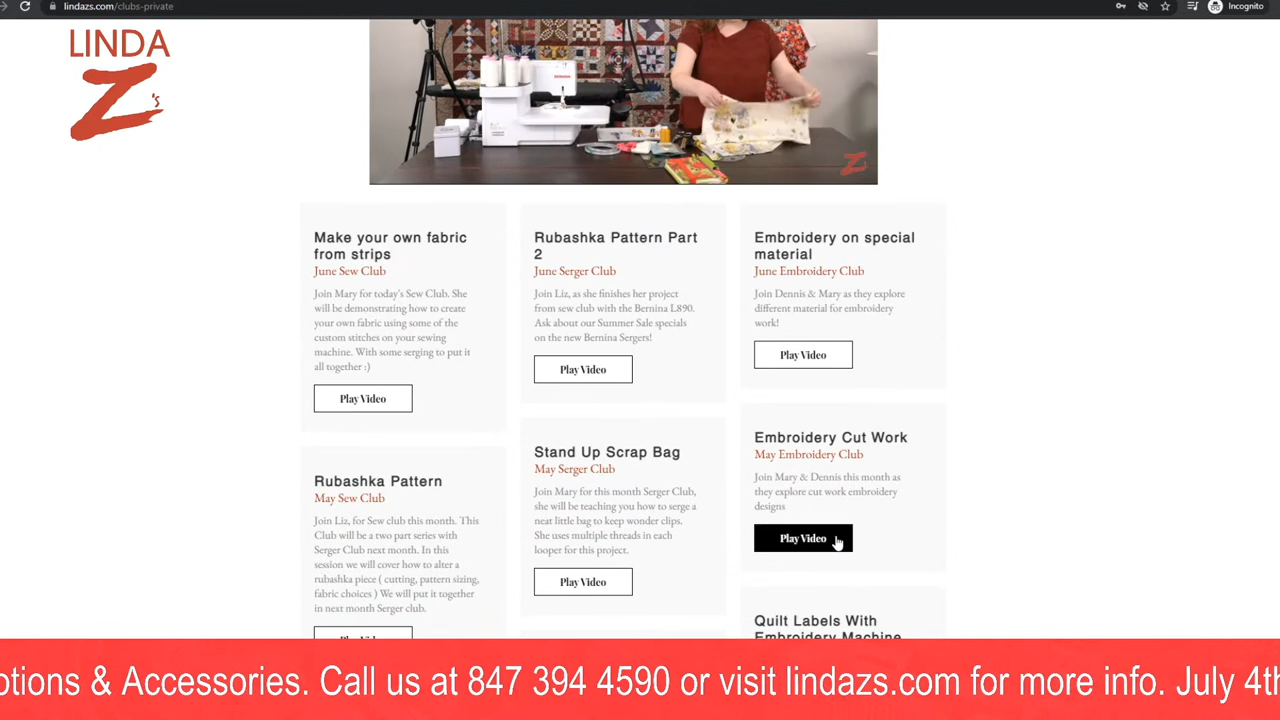 lindazs.com/clubs-private
Incognito
LINDA
Z's
Make your own fabric
from strips
June Sew Club
Join Mary for today's Sew Club. She
will be demonstrating how to create
your own fabric using some of the
custom stitches on your sewing
machine. With some serging to put it
all together :)
Play Video
Rubashka Pattern
May Sew Club
Join Liz, for Sew club this month. This
Club will be a two part series with
Serger Club next month. In this
session we will cover how to alter a
rubashka piece ( cutting, pattern sizing,
fabric choices ) We will put it together
in next month Serger club.
Play Video
Rubashka Pattern Part
2
June Serger Club
Join Liz, as she finishes her project
from sew club with the Bernina L890.
Ask about our Summer Sale specials
on the new Bernina Sergers!
Play Video
Stand Up Scrap Bag
May Serger Club
Join Mary for this month Serger Club,
she will be teaching you how to serge a
neat little bag to keep wonder clips.
She uses multiple threads in each
looper for this project.
Play Video
Embroidery on special
material
June Embroidery Club
Join Dennis & Mary as they explore
different material for embroidery
work!
Play Video
Embroidery Cut Work
May Embroidery Club
Join Mary & Dennis this month as
they explore cut work embroidery
designs
Play Video
Quilt Labels With
Embroidery Machine
otions & Accessories. Call us at 847 394 4590 or visit lindazs.com for more info. July 4th